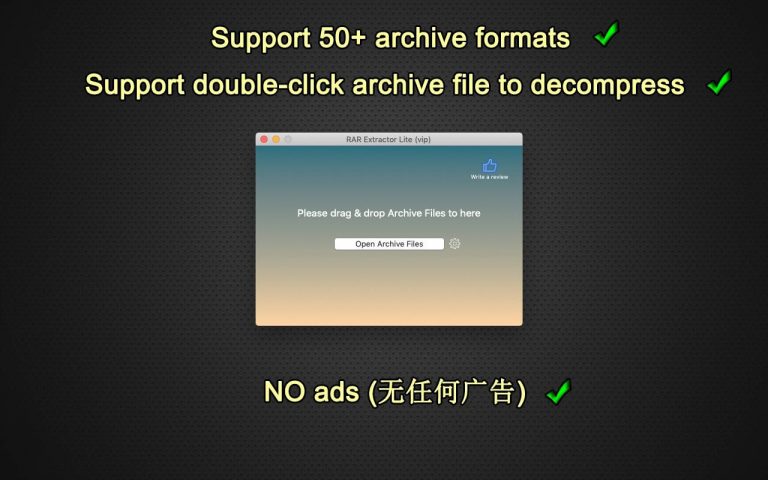 Support 50+ archive formats
Support double-click archive file to decompress
RAR Extractor Lite (vip)
Write a review
Please drag & drop Archive Files to here
Open Archive Files
NO ads (无任何广告)